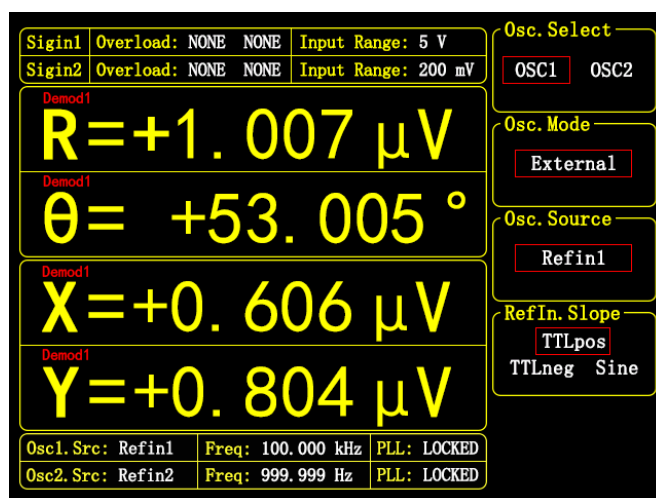 Sigin1 Overload: NONE NONE Input Range: 5 V
Sigin2 Overload: NONE NONE Input Range: 200 mV
Demod1
R=+1.007 μV
Demod1
θ= +53.005 °
Demod1
X=+0.606 μV
Demod1
Y=+0.804 μV
Osc1.Src: Refin1 Freq: 100.000 kHz PLL: LOCKED
Osc2.Src: Refin2 Freq: 999.999 Hz PLL: LOCKED
Osc.Select
OSC1 OSC2
Osc.Mode
External
Osc.Source
Refin1
RefIn.Slope
TTLpos
TTLneg Sine